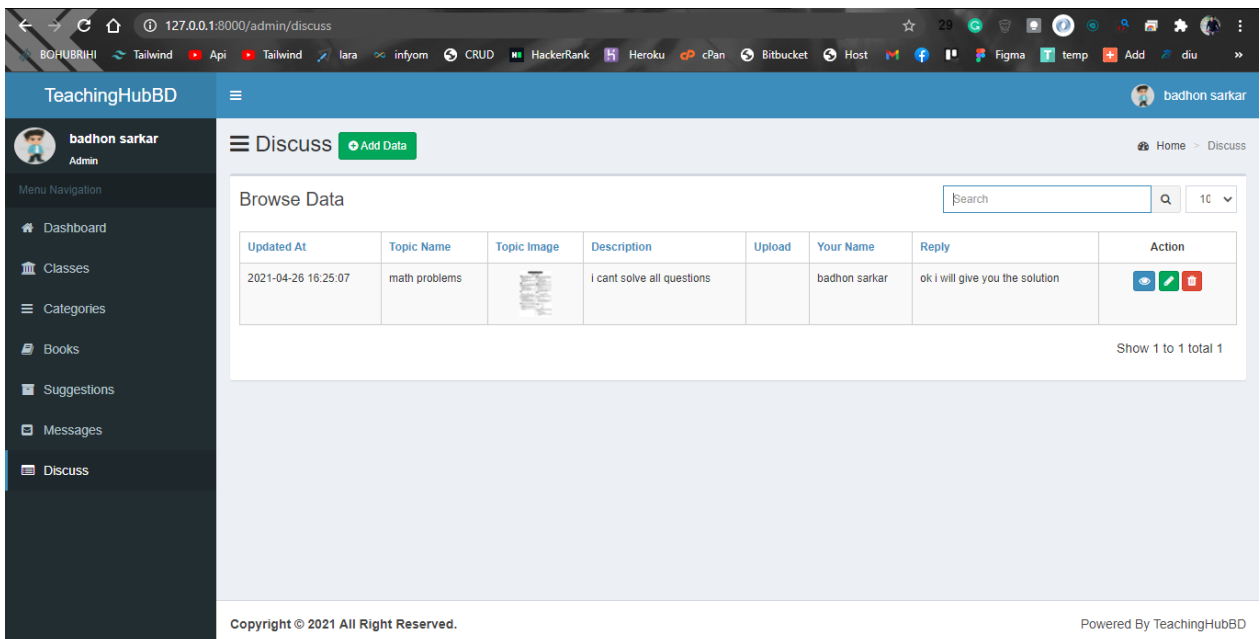 127.0.0.1:8000/admin/discuss
29
BOHUBRIHI Tailwind Api Tailwind lara infyom CRUD HackerRank Heroku cPan Bitbucket Host Figma temp Add diu »
TeachingHubBD
badhon sarkar
badhon sarkar
Admin
Discuss Add Data
Home > Discuss
Menu Navigation
Dashboard
Classes
Categories
Books
Suggestions
Messages
Discuss
Browse Data
Search
10
Updated At Topic Name Topic Image Description Upload Your Name Reply Action
2021-04-26 16:25:07 math problems i cant solve all questions badhon sarkar ok i will give you the solution
Show 1 to 1 total 1
Copyright © 2021 All Right Reserved.
Powered By TeachingHubBD